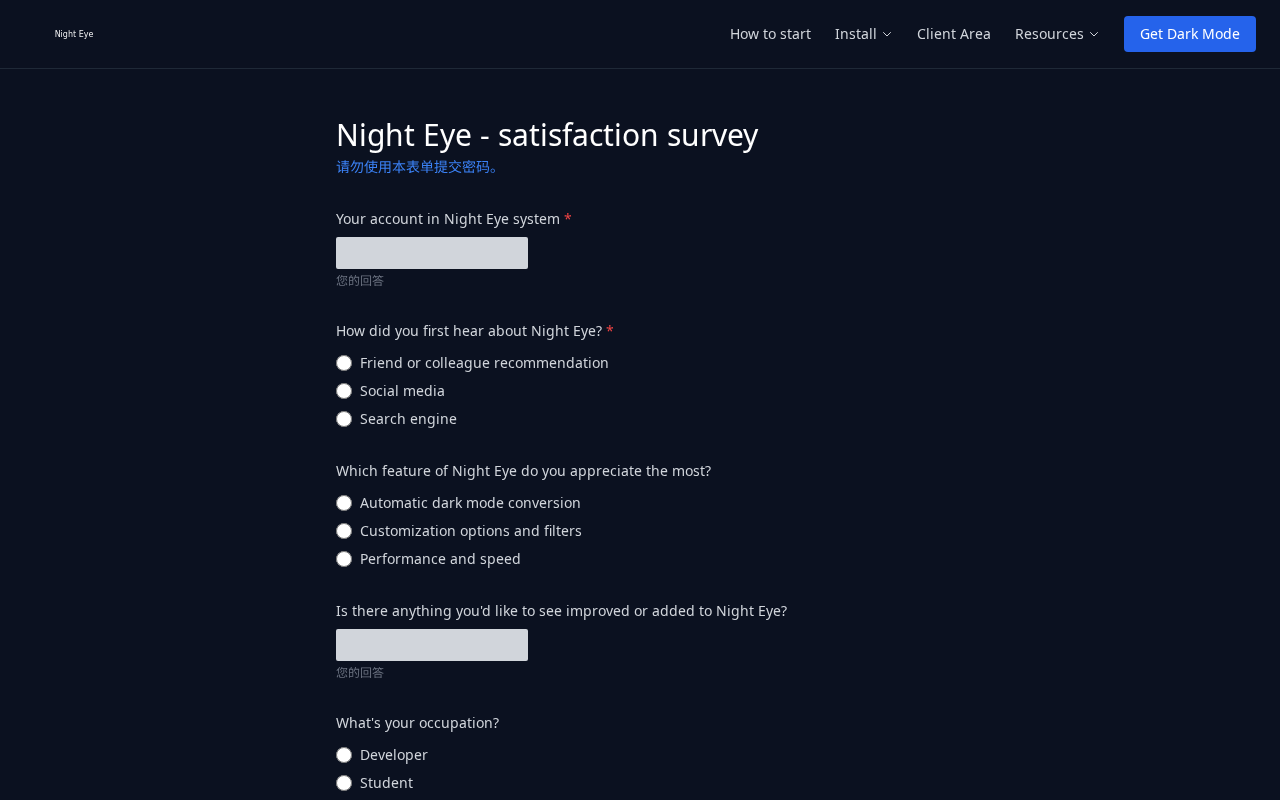 Night Eye
How to start
Install
Client Area
Resources
Get Dark Mode
Night Eye - satisfaction survey
请勿使用本表单提交密码。
Your account in Night Eye system *
您的回答
How did you first hear about Night Eye? *
Friend or colleague recommendation
Social media
Search engine
Which feature of Night Eye do you appreciate the most?
Automatic dark mode conversion
Customization options and filters
Performance and speed
Is there anything you'd like to see improved or added to Night Eye?
您的回答
What's your occupation?
Developer
Student